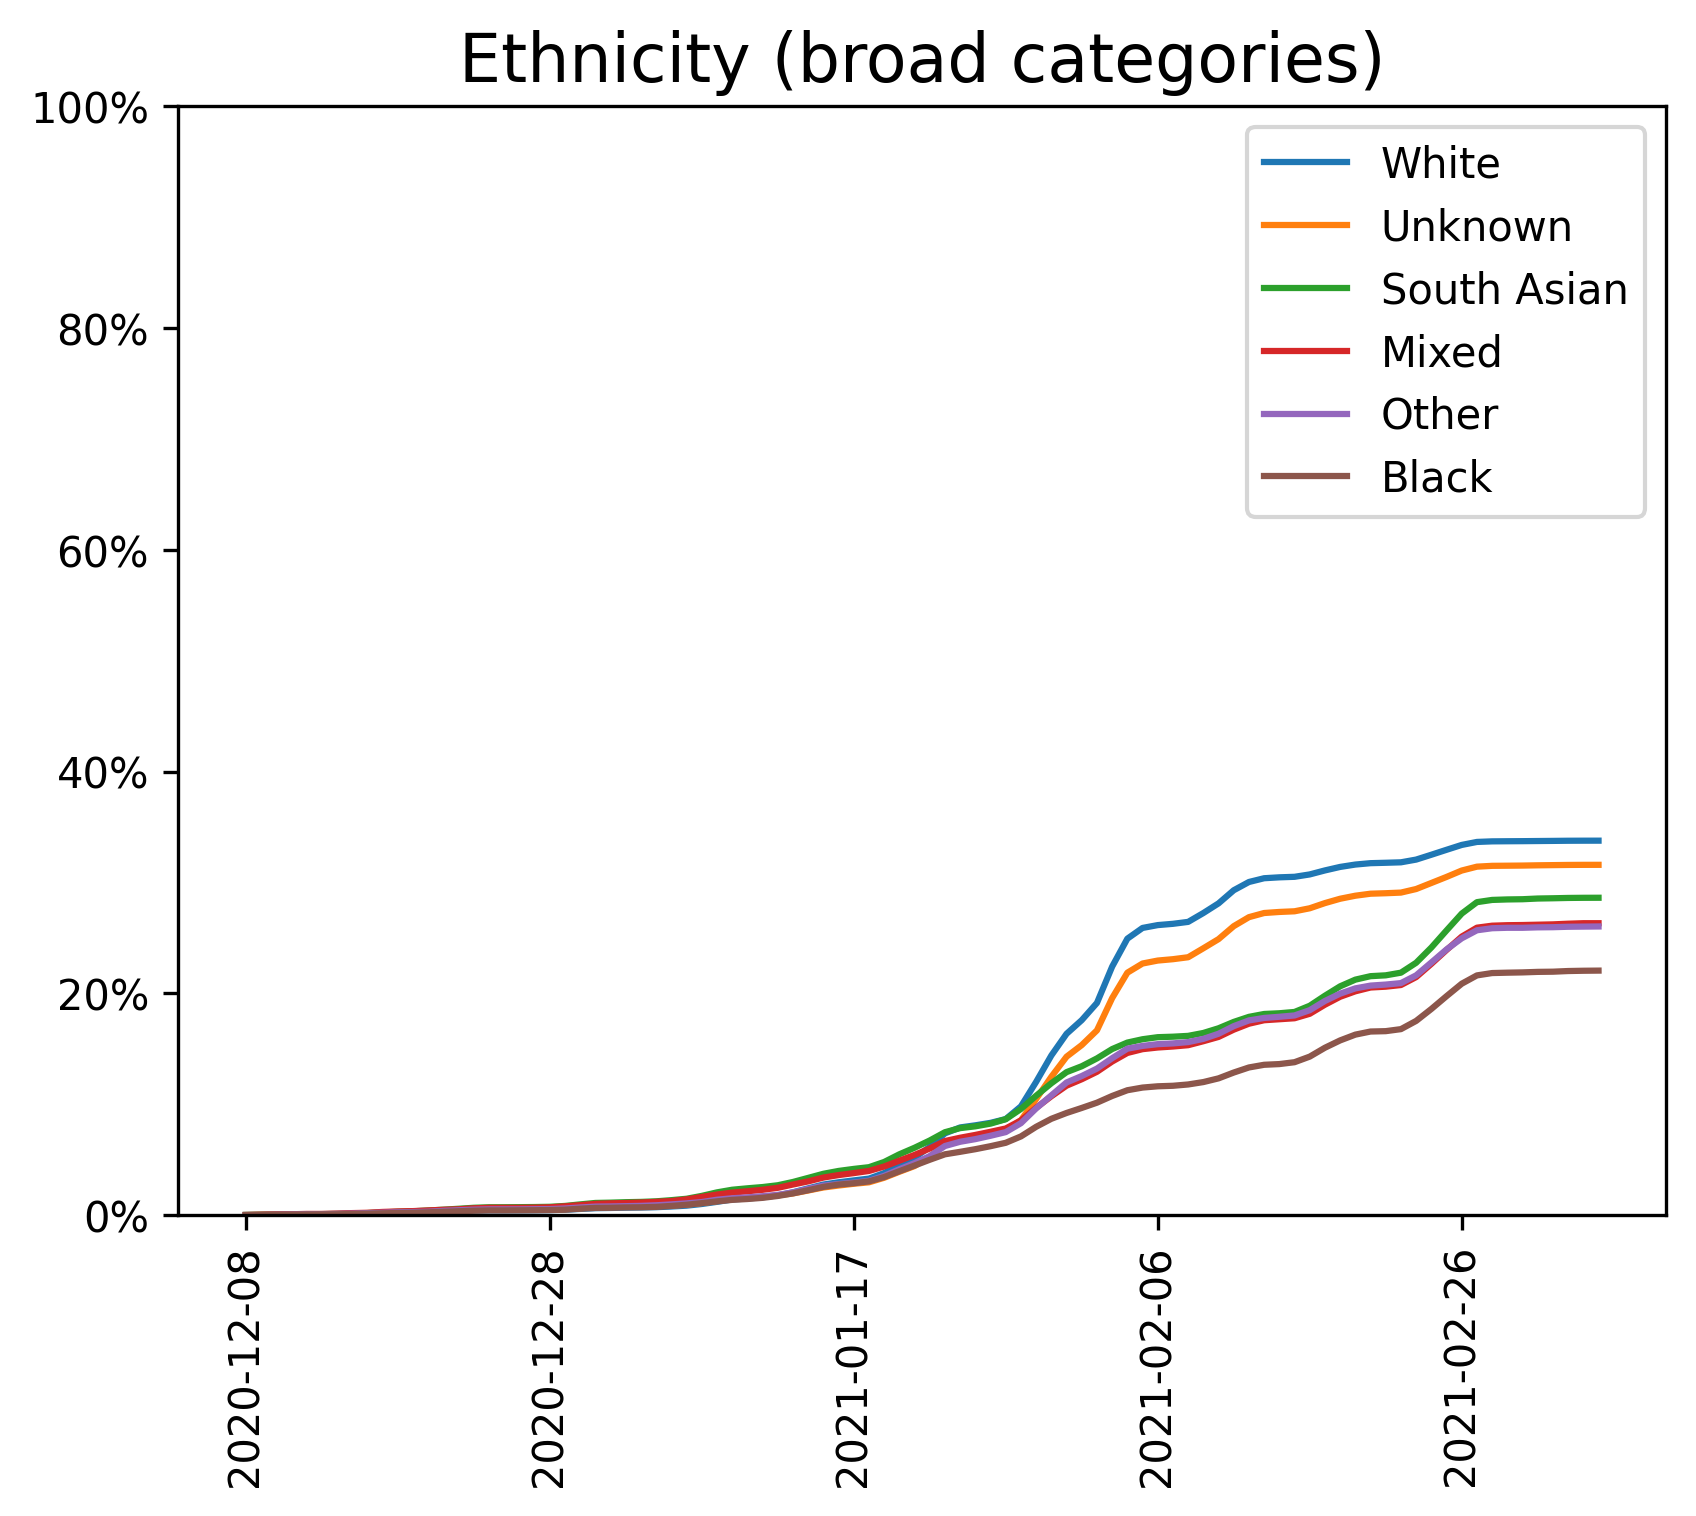 Ethnicity (broad categories)
100%
80%
60%
40%
20%
0%
White
Unknown
South Asian
Mixed
Other
Black
2020-12-08
2020-12-28
2021-01-17
2021-02-06
2021-02-26